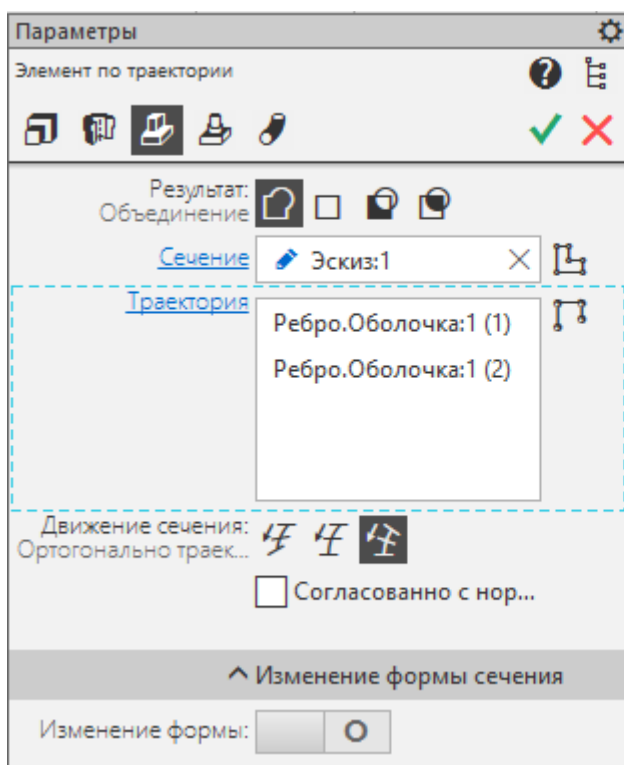 Параметры
Элемент по траектории
Результат:
Объединение
Сечение
Эскиз:1
Траектория
Ребро.Оболочка:1 (1)
Ребро.Оболочка:1 (2)
Движение сечения:
Ортогонально траек...
Согласованно с нор...
Изменение формы сечения
Изменение формы: